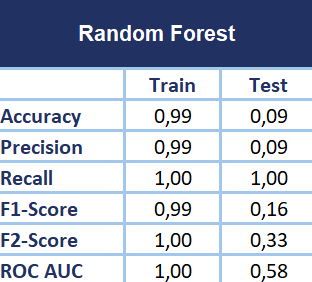 Random Forest
Train Test
Accuracy 0,99 0,09
Precision 0,99 0,09
Recall 1,00 1,00
F1-Score 0,99 0,16
F2-Score 1,00 0,33
ROC AUC 1,00 0,58